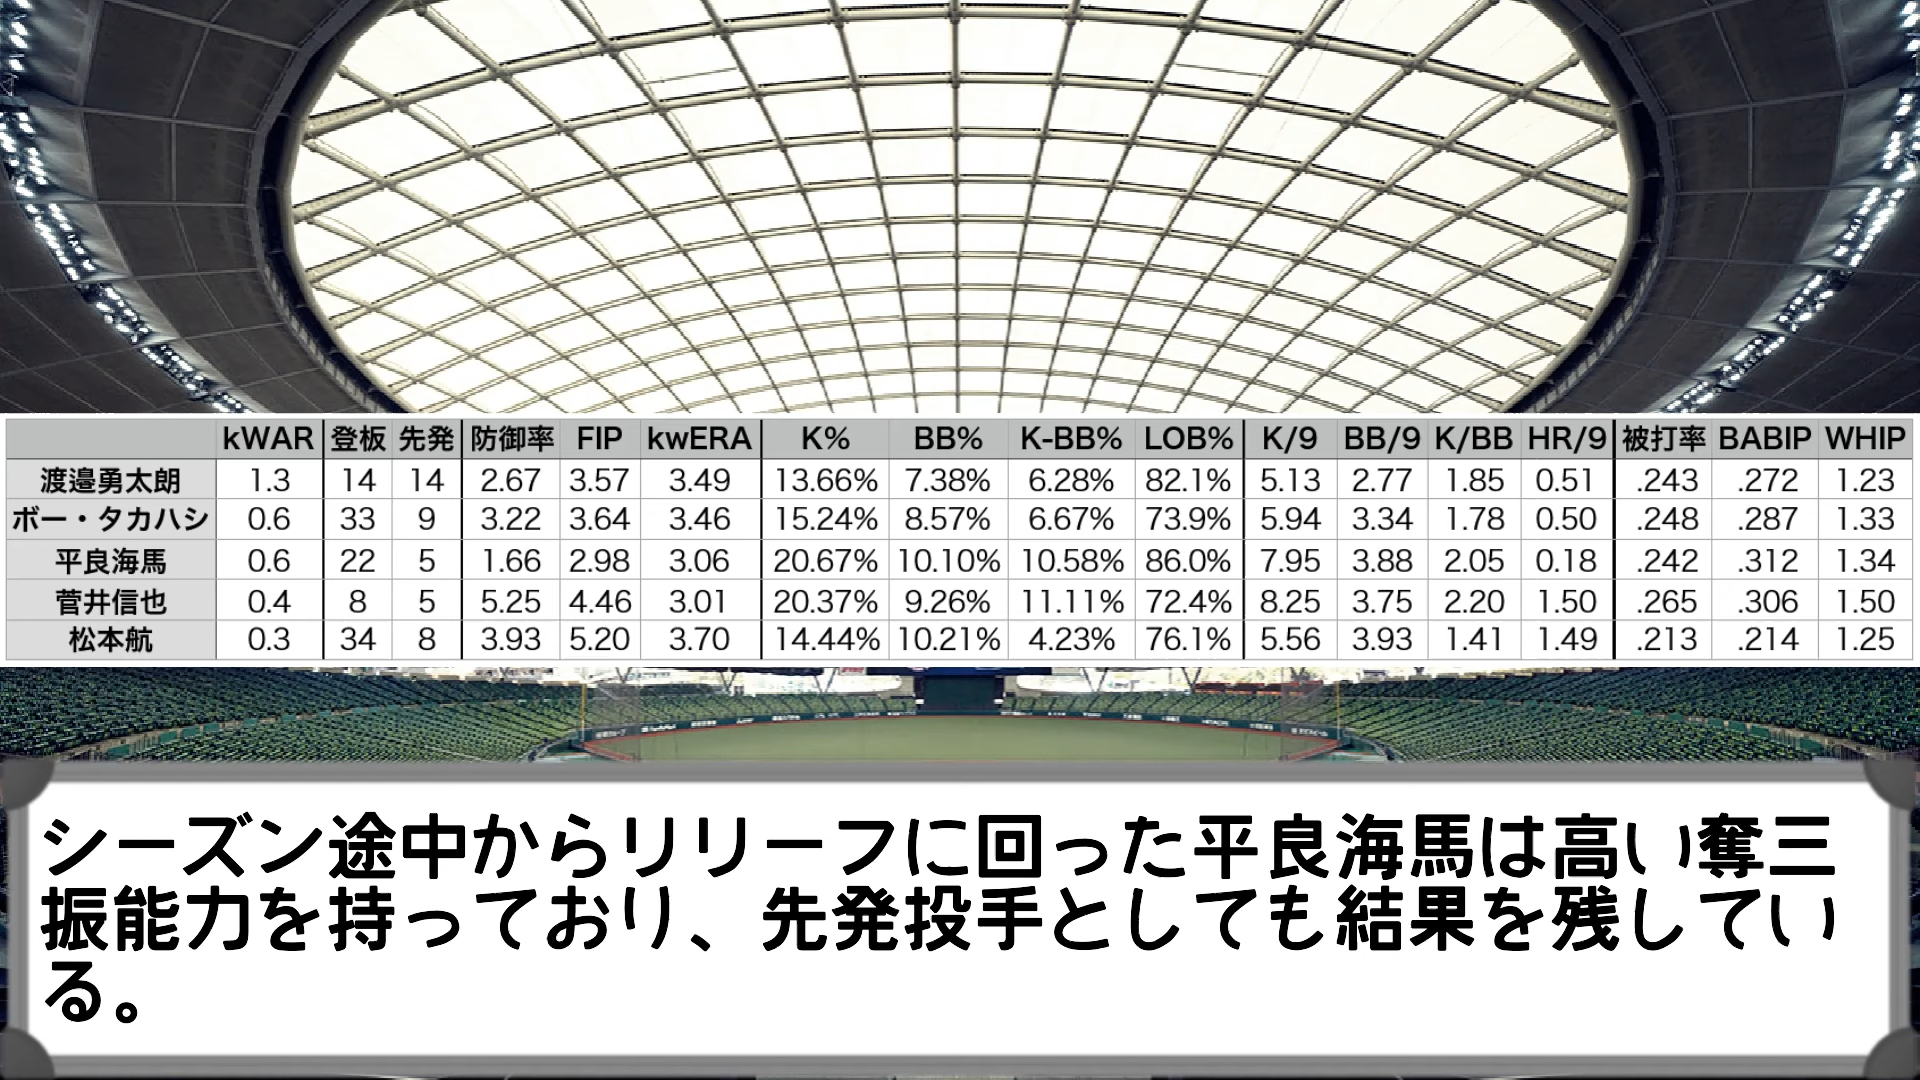 kWAR 登板 先発 防御率 FIP kwERA K% BB% K-BB% LOB% K/9 BB/9 K/BB HR/9 被打率 BABIP WHIP
渡邉勇太朗 1.3 14 14 2.67 3.57 3.49 13.66% 7.38% 6.28% 82.1% 5.13 2.77 1.85 0.51 .243 .272 1.23
ボー・タカハシ 0.6 33 9 3.22 3.64 3.46 15.24% 8.57% 6.67% 73.9% 5.94 3.34 1.78 0.50 .248 .287 1.33
平良海馬 0.6 22 5 1.66 2.98 3.06 20.67% 10.10% 10.58% 86.0% 7.95 3.88 2.05 0.18 .242 .312 1.34
菅井信也 0.4 8 5 5.25 4.46 3.01 20.37% 9.26% 11.11% 72.4% 8.25 3.75 2.20 1.50 .265 .306 1.50
松本航 0.3 34 8 3.93 5.20 3.70 14.44% 10.21% 4.23% 76.1% 5.56 3.93 1.41 1.49 .213 .214 1.25
シーズン途中からリリーフに回った平良海馬は高い奪三
振能力を持っており、先発投手としても結果を残してい
る。